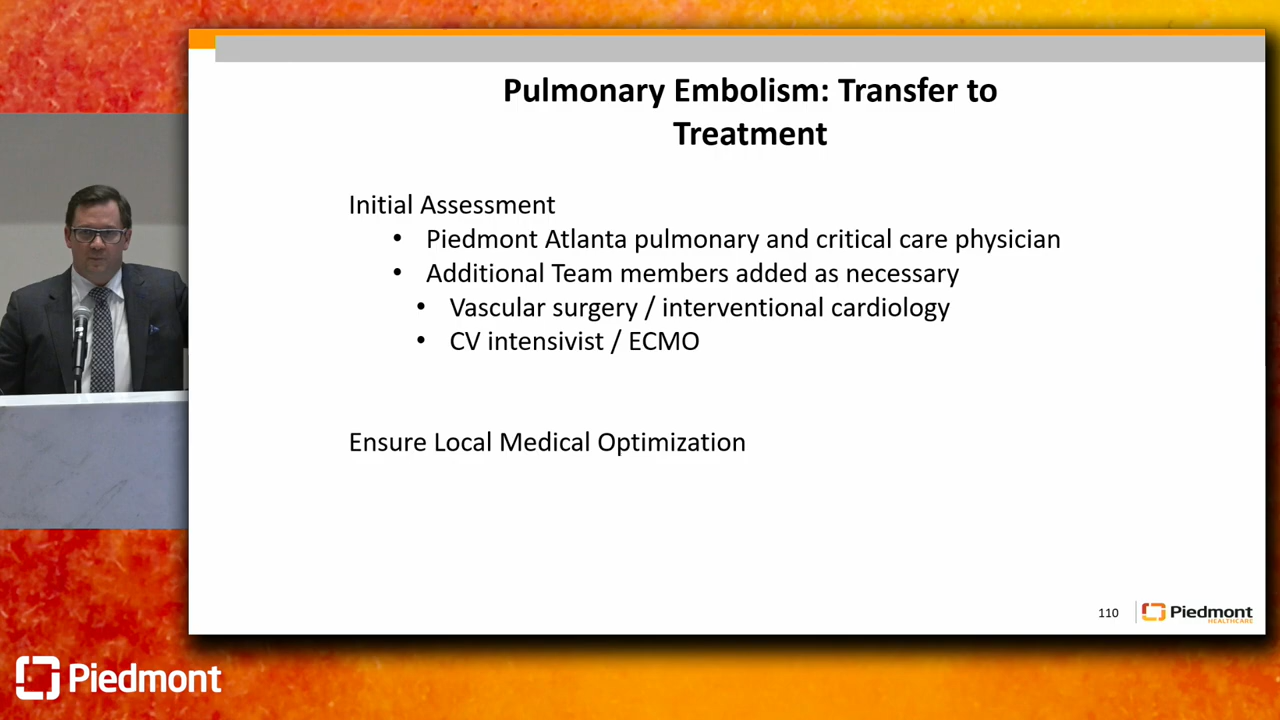 Pulmonary Embolism: Transfer to
Treatment
Initial Assessment
• Piedmont Atlanta pulmonary and critical care physician
• Additional Team members added as necessary
• Vascular surgery / interventional cardiology
• CV intensivist / ECMO
Ensure Local Medical Optimization
110
Piedmont
HEALTHCARE
Piedmont